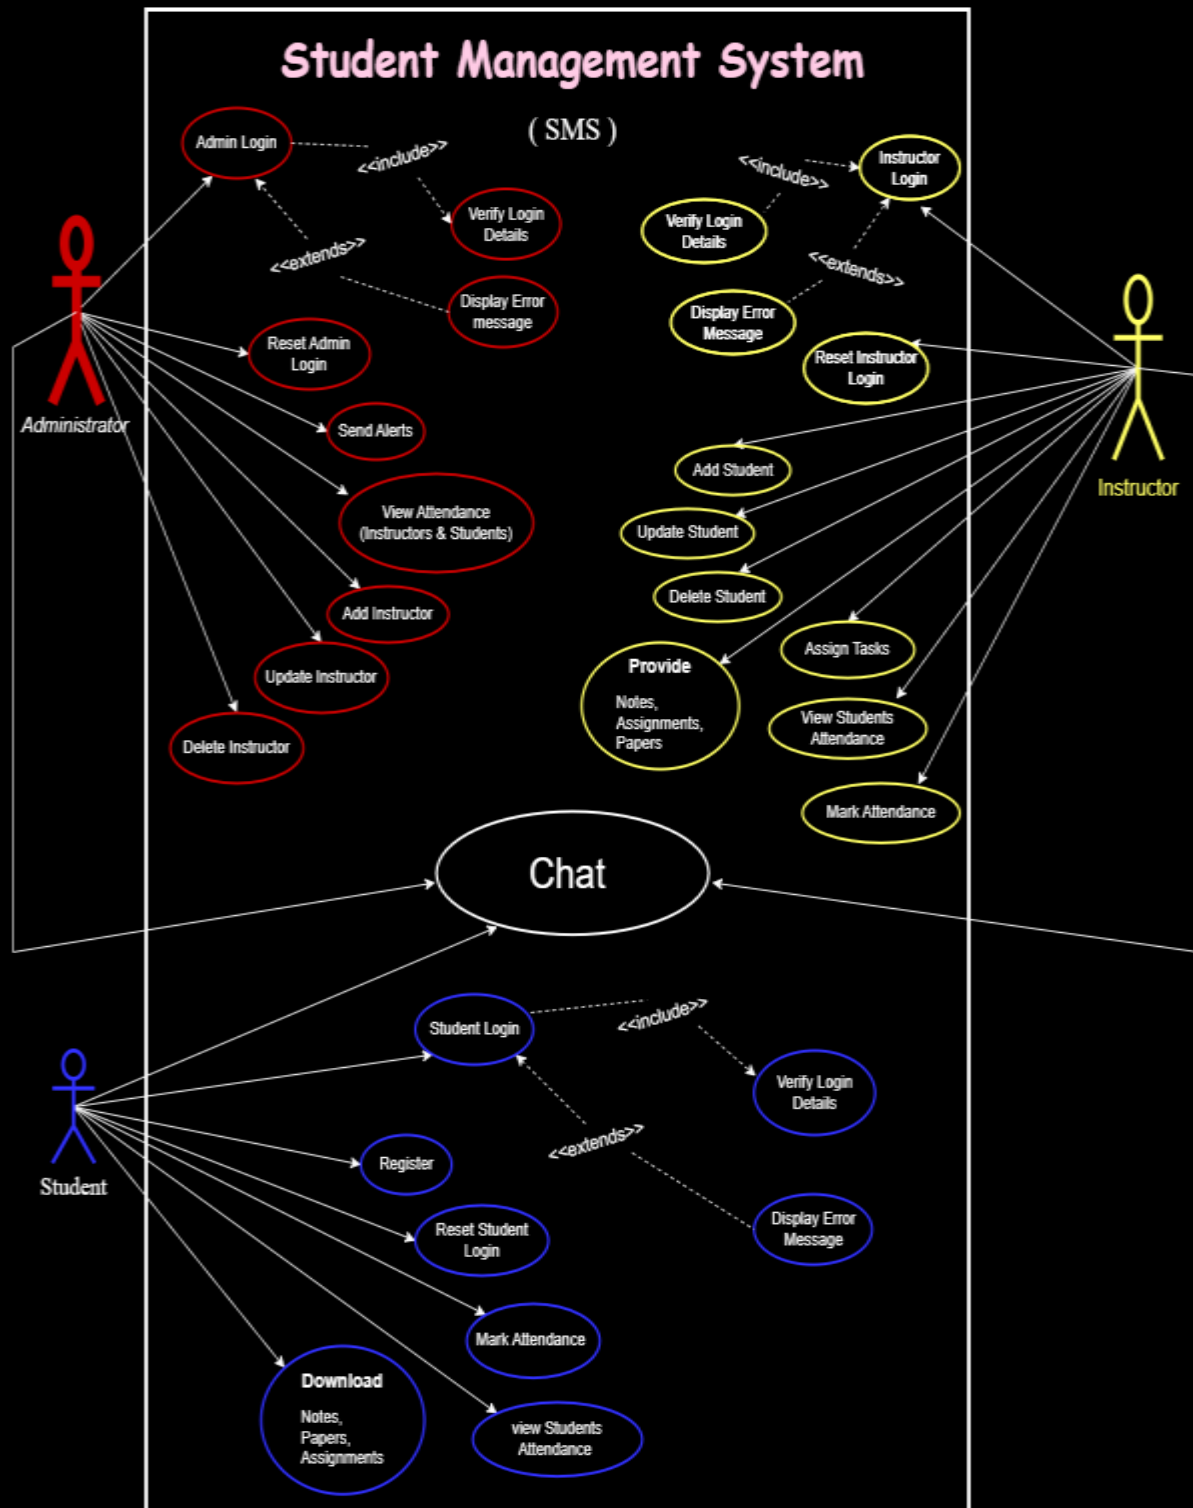 Student Management System
( SMS )
Admin Login
<<include>>
Verify Login
Details
<<extends>>
Display Error
message
Administrator
Reset Admin
Login
Send Alerts
View Attendance
(Instructors & Students)
Add Instructor
Update Instructor
Delete Instructor
Instructor
Login
<<include>>
Verify Login
Details
<<extends>>
Display Error
Message
Reset Instructor
Login
Instructor
Add Student
Update Student
Delete Student
Provide
Notes,
Assignments,
Papers
Assign Tasks
View Students
Attendance
Mark Attendance
Chat
Student Login
<<include>>
Verify Login
Details
<<extends>>
Display Error
Message
Student
Register
Reset Student
Login
Mark Attendance
Download
Notes,
Papers,
Assignments
view Students
Attendance